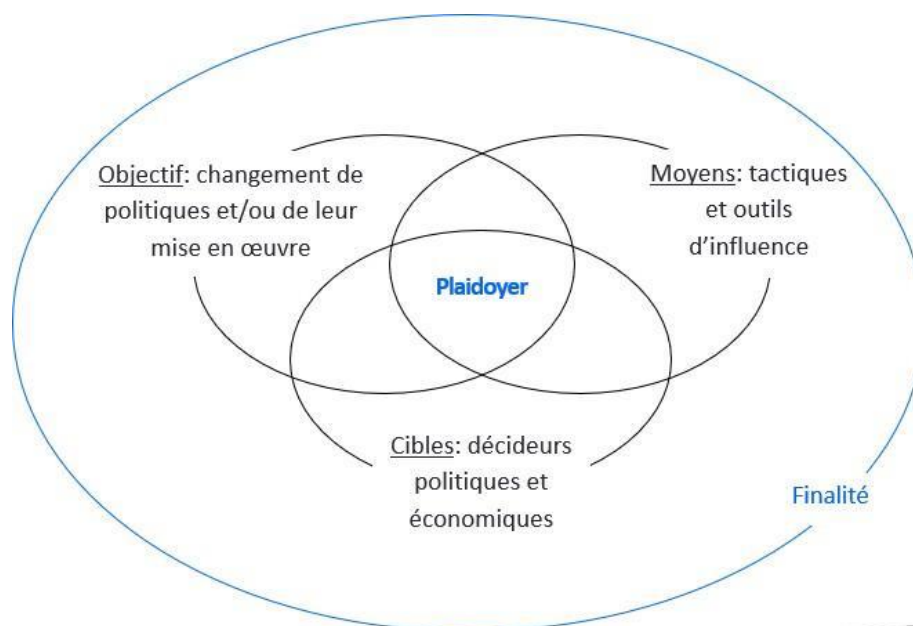 Objectif: changement de
politiques et/ou de leur
mise en œuvre
Moyens: tactiques
et outils
d’influence
Plaidoyer
Cibles: décideurs
politiques et
économiques
Finalité